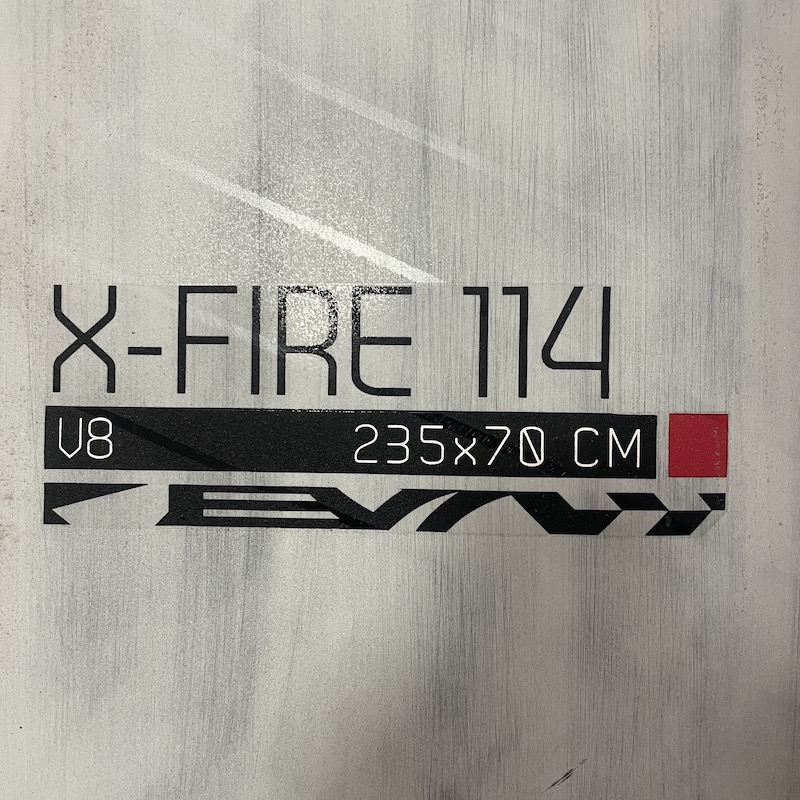 X-FIRE 114
V8 235x70 CM